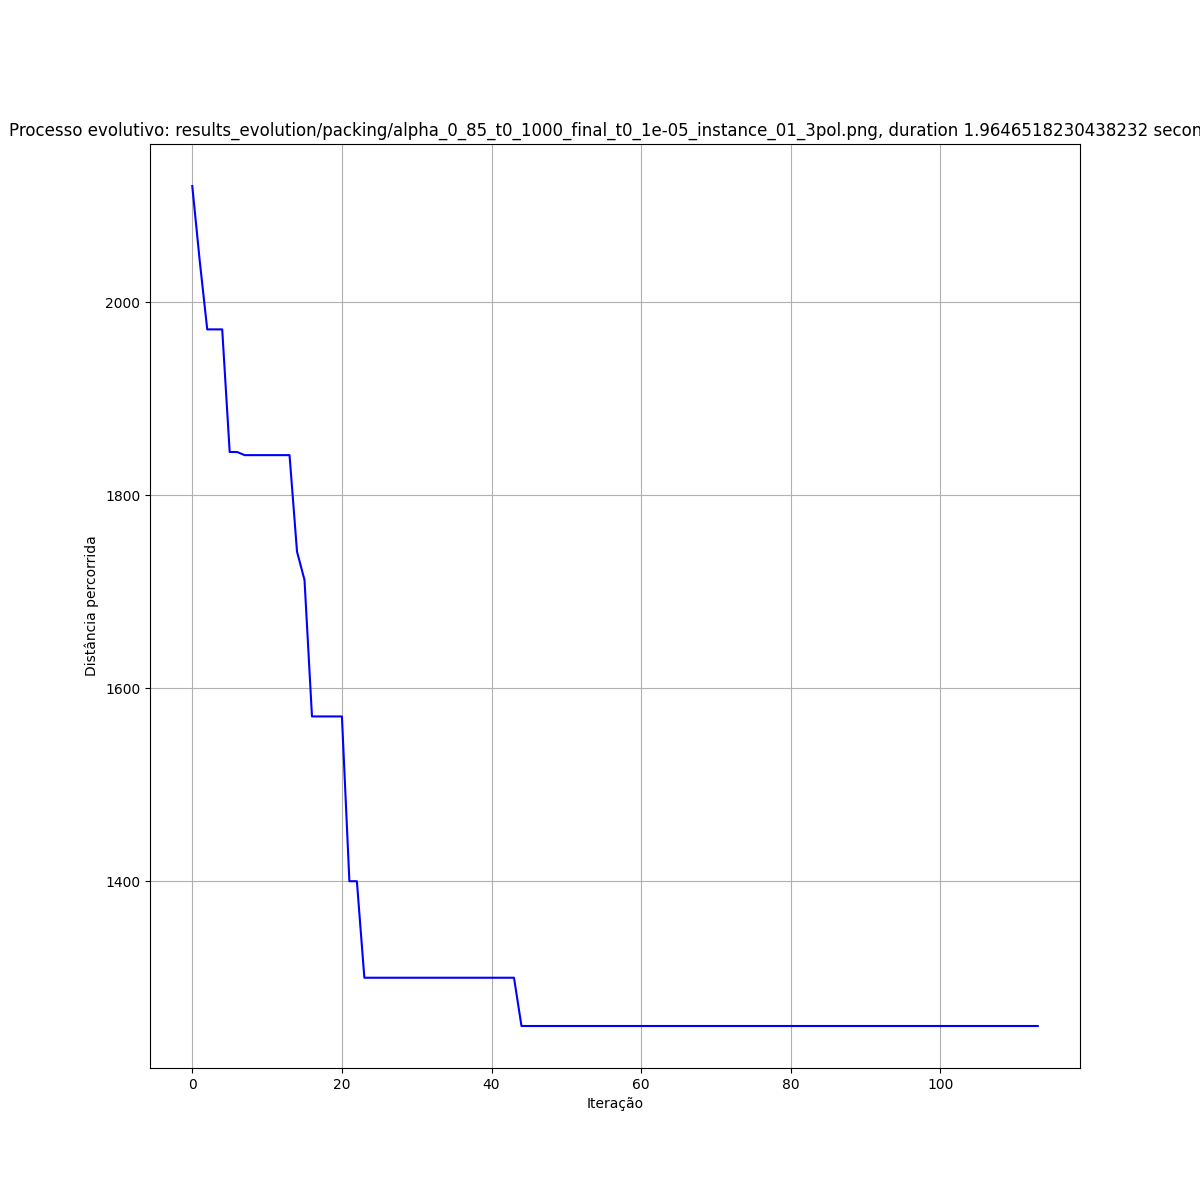 Processo evolutivo: results_evolution/packing/alpha_0_85_t0_1000_final_t0_1e-05_instance_01_3pol.png, duration 1.9646518230438232 secon
2000
1800
1600
1400
Distância percorrida
0 20 40 60 80 100
Iteração